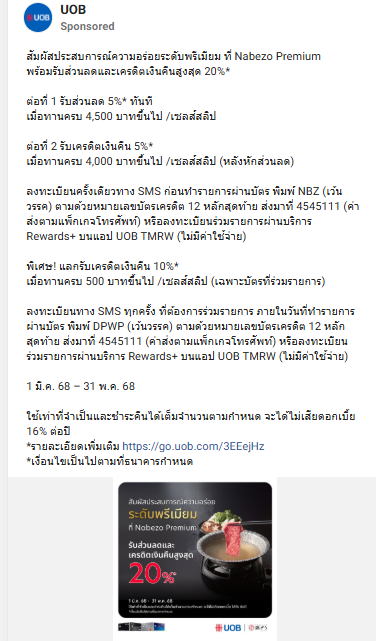 UOB
UOB
Sponsored
สัมผัสประสบการณ์ความอร่อยระดับพรีเมียม ที่ Nabezo Premium
พร้อมรับส่วนลดและเครดิตเงินคืนสูงสุด 20%*
ต่อที่ 1 รับส่วนลด 5%* ทันที
เมื่อทานครบ 4,500 บาทขึ้นไป /เซลส์สลิป
ต่อที่ 2 รับเครดิตเงินคืน 5%*
เมื่อทานครบ 4,000 บาทขึ้นไป /เซลส์สลิป (หลังหักส่วนลด)
ลงทะเบียนครั้งเดียวทาง SMS ก่อนทำรายการผ่านบัตร พิมพ์ NBZ (เว้น
วรรค) ตามด้วยหมายเลขบัตรเครดิต 12 หลักสุดท้าย ส่งมาที่ 4545111 (ค่า
ส่งตามแพ็กเกจโทรศัพท์) หรือลงทะเบียนร่วมรายการผ่านบริการ
Rewards+ บนแอป UOB TMRW (ไม่มีค่าใช้จ่าย)
พิเศษ! แลกรับเครดิตเงินคืน 10%*
เมื่อทานครบ 500 บาทขึ้นไป /เซลส์สลิป (เฉพาะบัตรที่ร่วมรายการ)
ลงทะเบียนทาง SMS ทุกครั้ง ที่ต้องการร่วมรายการ ภายในวันที่ทำรายการ
ผ่านบัตร พิมพ์ DPWP (เว้นวรรค) ตามด้วยหมายเลขบัตรเครดิต 12 หลัก
สุดท้าย ส่งมาที่ 4545111 (ค่าส่งตามแพ็กเกจโทรศัพท์) หรือลงทะเบียน
ร่วมรายการผ่านบริการ Rewards+ บนแอป UOB TMRW (ไม่มีค่าใช้จ่าย)
1 มี.ค. 68 – 31 พ.ค. 68
ใช้เท่าที่จำเป็นและชำระคืนได้เต็มจำนวนตามกำหนด จะได้ไม่เสียดอกเบี้ย
16% ต่อปี
*รายละเอียดเพิ่มเติม https://go.uob.com/3EEejHz
*เงื่อนไขเป็นไปตามที่ธนาคารกำหนด
สัมผัสประสบการณ์ความอร่อย
ระดับพรีเมียม
ที่ Nabezo Premium
รับส่วนลดและ
เครดิตเงินคืนสูงสุด
20%*
1 มี.ค. 68 - 31 พ.ค. 68
UOB